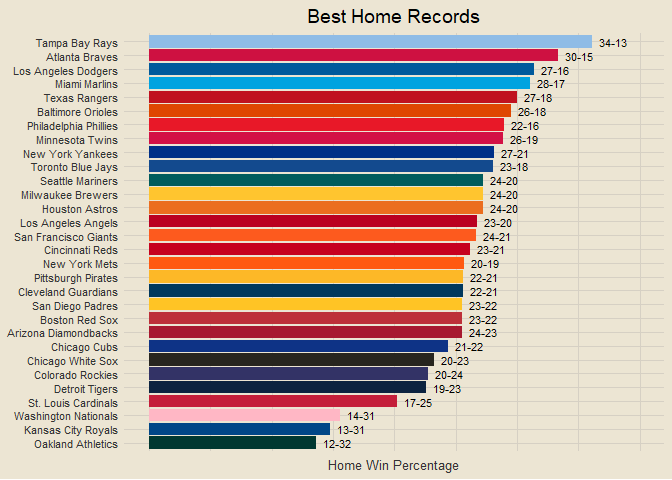 Best Home Records
Tampa Bay Rays 34-13
Atlanta Braves 30-15
Los Angeles Dodgers 27-16
Miami Marlins 28-17
Texas Rangers 27-18
Baltimore Orioles 26-18
Philadelphia Phillies 22-16
Minnesota Twins 26-19
New York Yankees 27-21
Toronto Blue Jays 23-18
Seattle Mariners 24-20
Milwaukee Brewers 24-20
Houston Astros 24-20
Los Angeles Angels 23-20
San Francisco Giants 24-21
Cincinnati Reds 23-21
New York Mets 20-19
Pittsburgh Pirates 22-21
Cleveland Guardians 22-21
San Diego Padres 23-22
Boston Red Sox 23-22
Arizona Diamondbacks 24-23
Chicago Cubs 21-22
Chicago White Sox 20-23
Colorado Rockies 20-24
Detroit Tigers 19-23
St. Louis Cardinals 17-25
Washington Nationals 14-31
Kansas City Royals 13-31
Oakland Athletics 12-32
Home Win Percentage